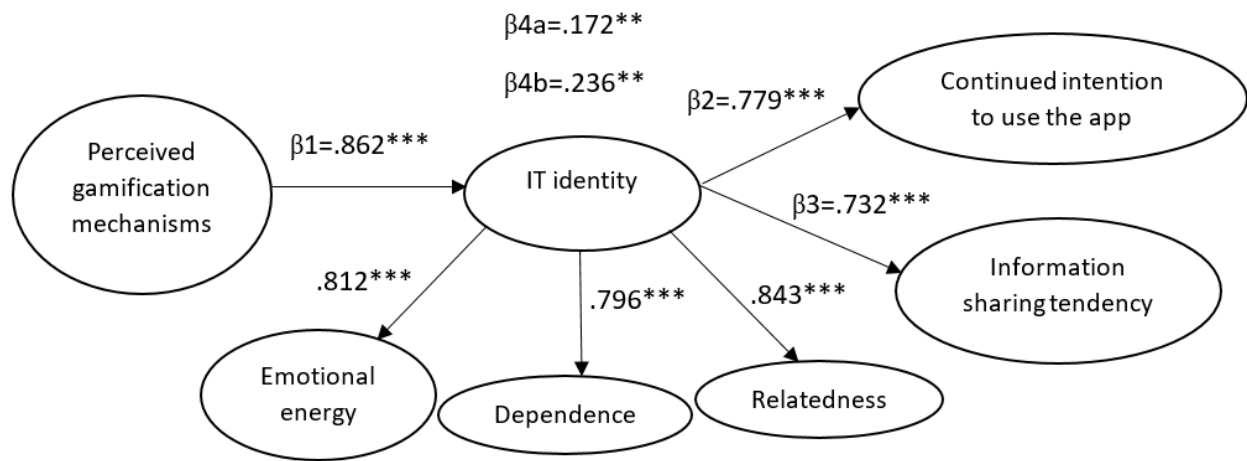 β4a=.172**
β4b=.236**
β2=.779***
Continued intention
to use the app
β1=.862***
Perceived
gamification
mechanisms
IT identity
β3=.732***
Information
sharing tendency
.812***
.796***
.843***
Emotional
energy
Dependence
Relatedness